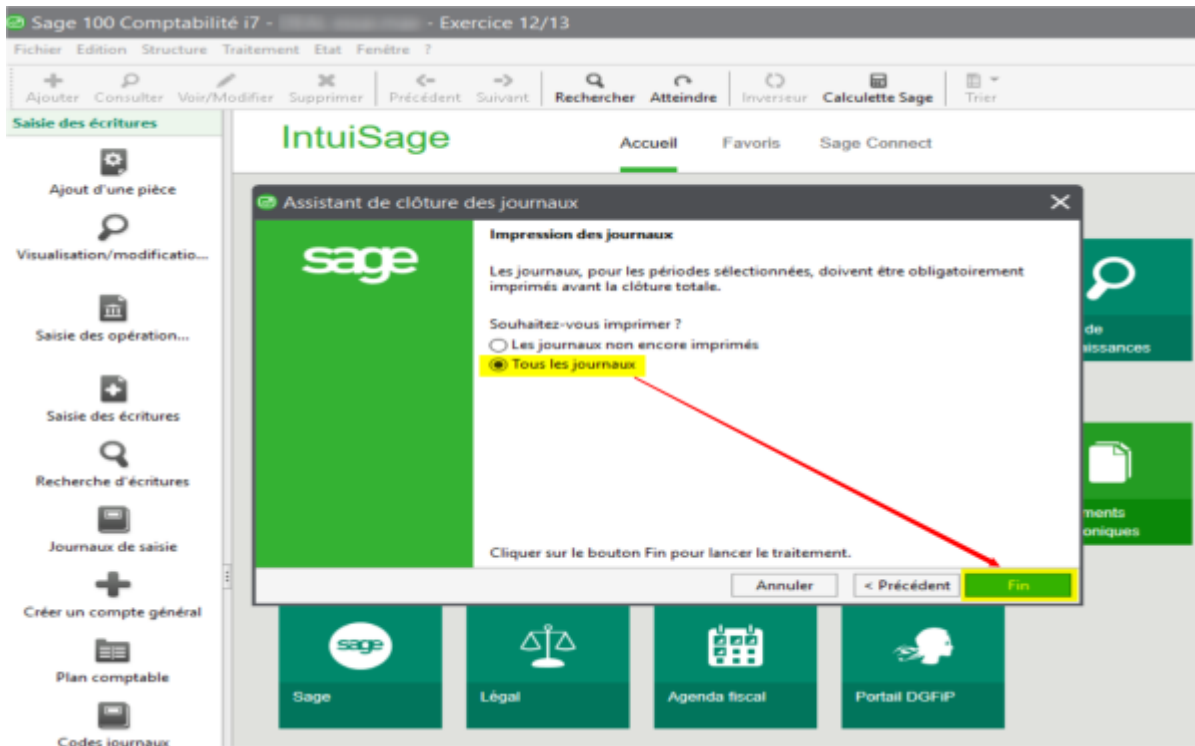 Sage 100 Comptabilité i7 - - Exercice 12/13
Fichier Edition Structure Traitement Etat Fenêtre ?
Ajouter Consulter Voir/Modifier Supprimer Précédent Suivant Rechercher Atteindre Inverseur Calculette Sage Trier
Saisie des écritures
IntuiSage
Accueil Favoris Sage Connect
Ajout d'une pièce
Visualisation/modificatio...
Saisie des opération...
Saisie des écritures
Recherche d'écritures
Journaux de saisie
Créer un compte général
Plan comptable
Codes journaux
Assistant de clôture des journaux
sage
Impression des journaux
Les journaux, pour les périodes sélectionnées, doivent être obligatoirement
imprimés avant la clôture totale.
Souhaitez-vous imprimer ?
Les journaux non encore imprimés
Tous les journaux
Cliquer sur le bouton Fin pour lancer le traitement.
Annuler < Précédent Fin
de
issances
ments
oniques
sage
Sage
Légal
Agenda fiscal
Portail DGFiP